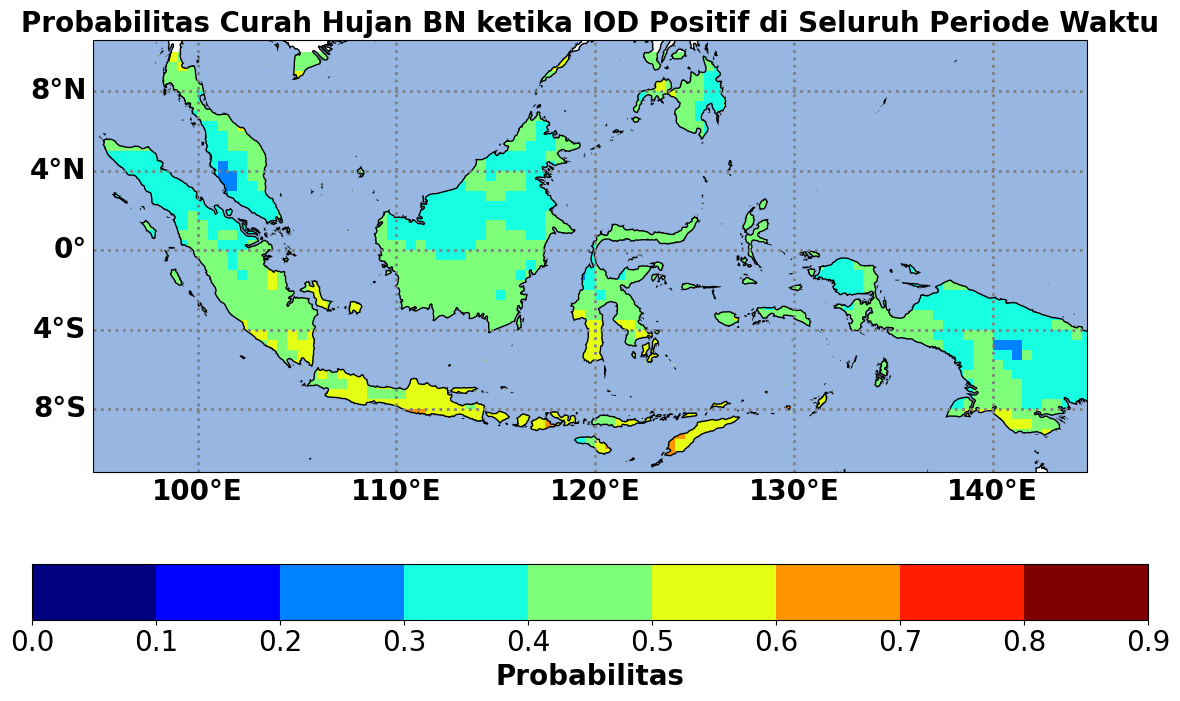 Probabilitas Curah Hujan BN ketika IOD Positif di Seluruh Periode Waktu
8°N
4°N
0°
4°S
8°S
100°E 110°E 120°E 130°E 140°E
0.0 0.1 0.2 0.3 0.4 0.5 0.6 0.7 0.8 0.9
Probabilitas